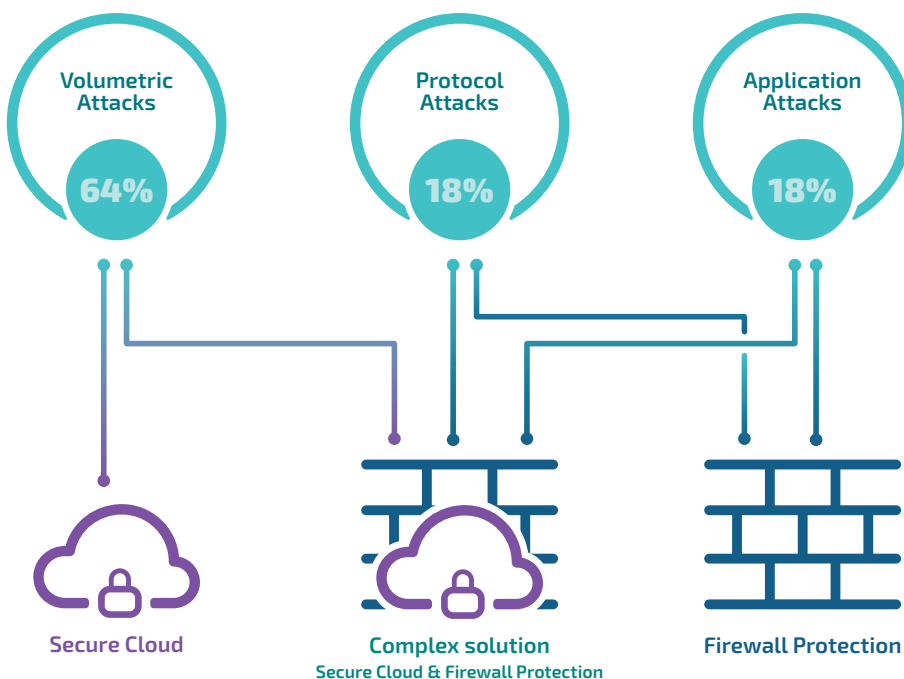 Volumetric
Attacks
64%
Protocol
Attacks
18%
Application
Attacks
18%
Secure Cloud
Complex solution
Secure Cloud & Firewall Protection
Firewall Protection